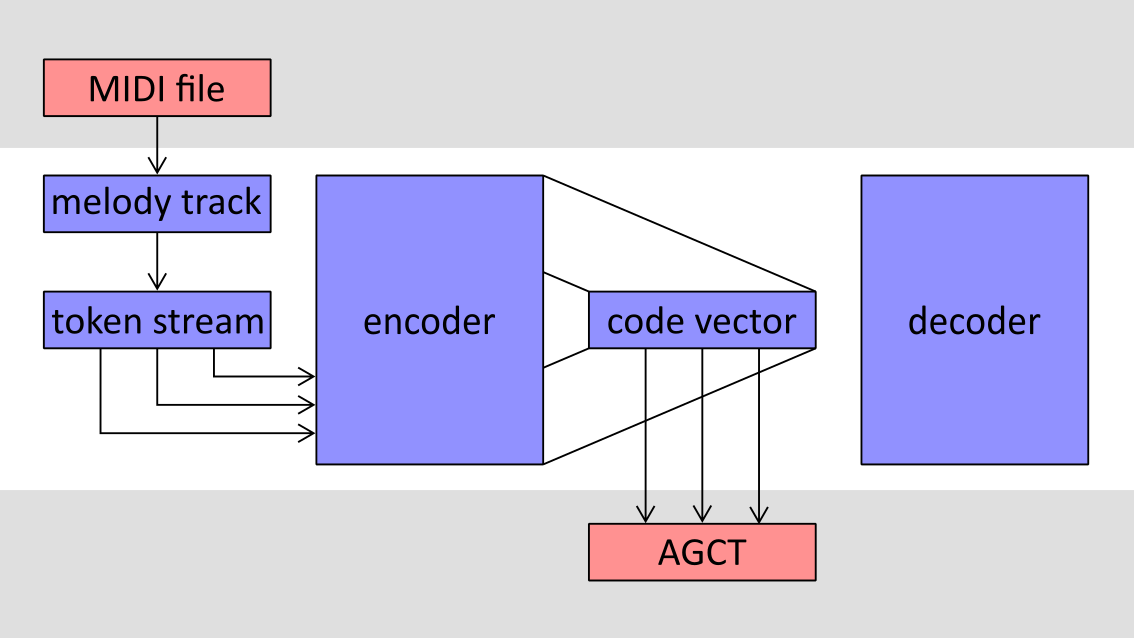 MIDI file
melody track
token stream
encoder
code vector
decoder
AGCT